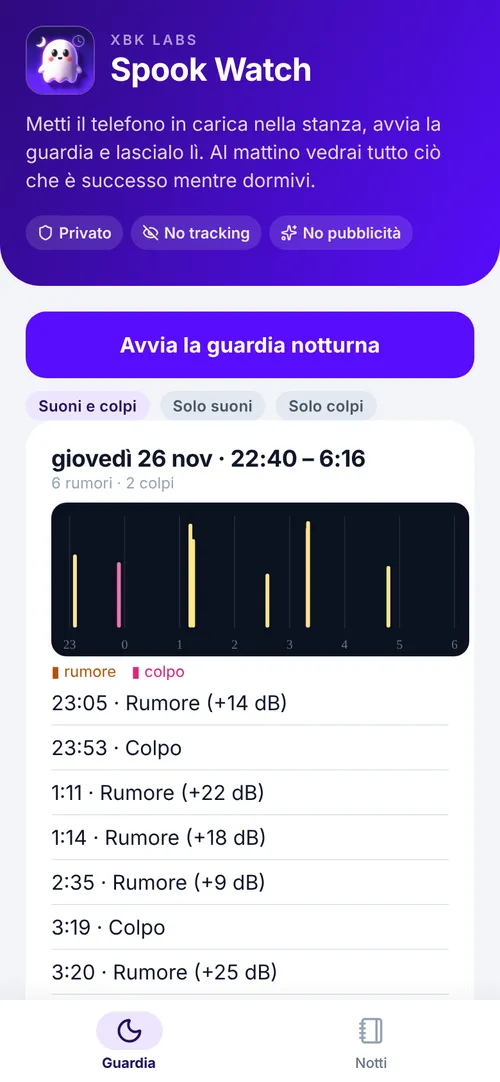 XBK LABS
Spook Watch
Metti il telefono in carica nella stanza, avvia la
guardia e lascialo lì. Al mattino vedrai tutto ciò
che è successo mentre dormivi.
Privato No tracking No pubblicità
Avvia la guardia notturna
Suoni e colpi Solo suoni Solo colpi
giovedì 26 nov · 22:40 – 6:16
6 rumori · 2 colpi
23 0 1 2 3 4 5 6
rumore colpo
23:05 · Rumore (+14 dB)
23:53 · Colpo
1:11 · Rumore (+22 dB)
1:14 · Rumore (+18 dB)
2:35 · Rumore (+9 dB)
3:19 · Colpo
3:20 · Rumore (+25 dB)
Guardia Notti